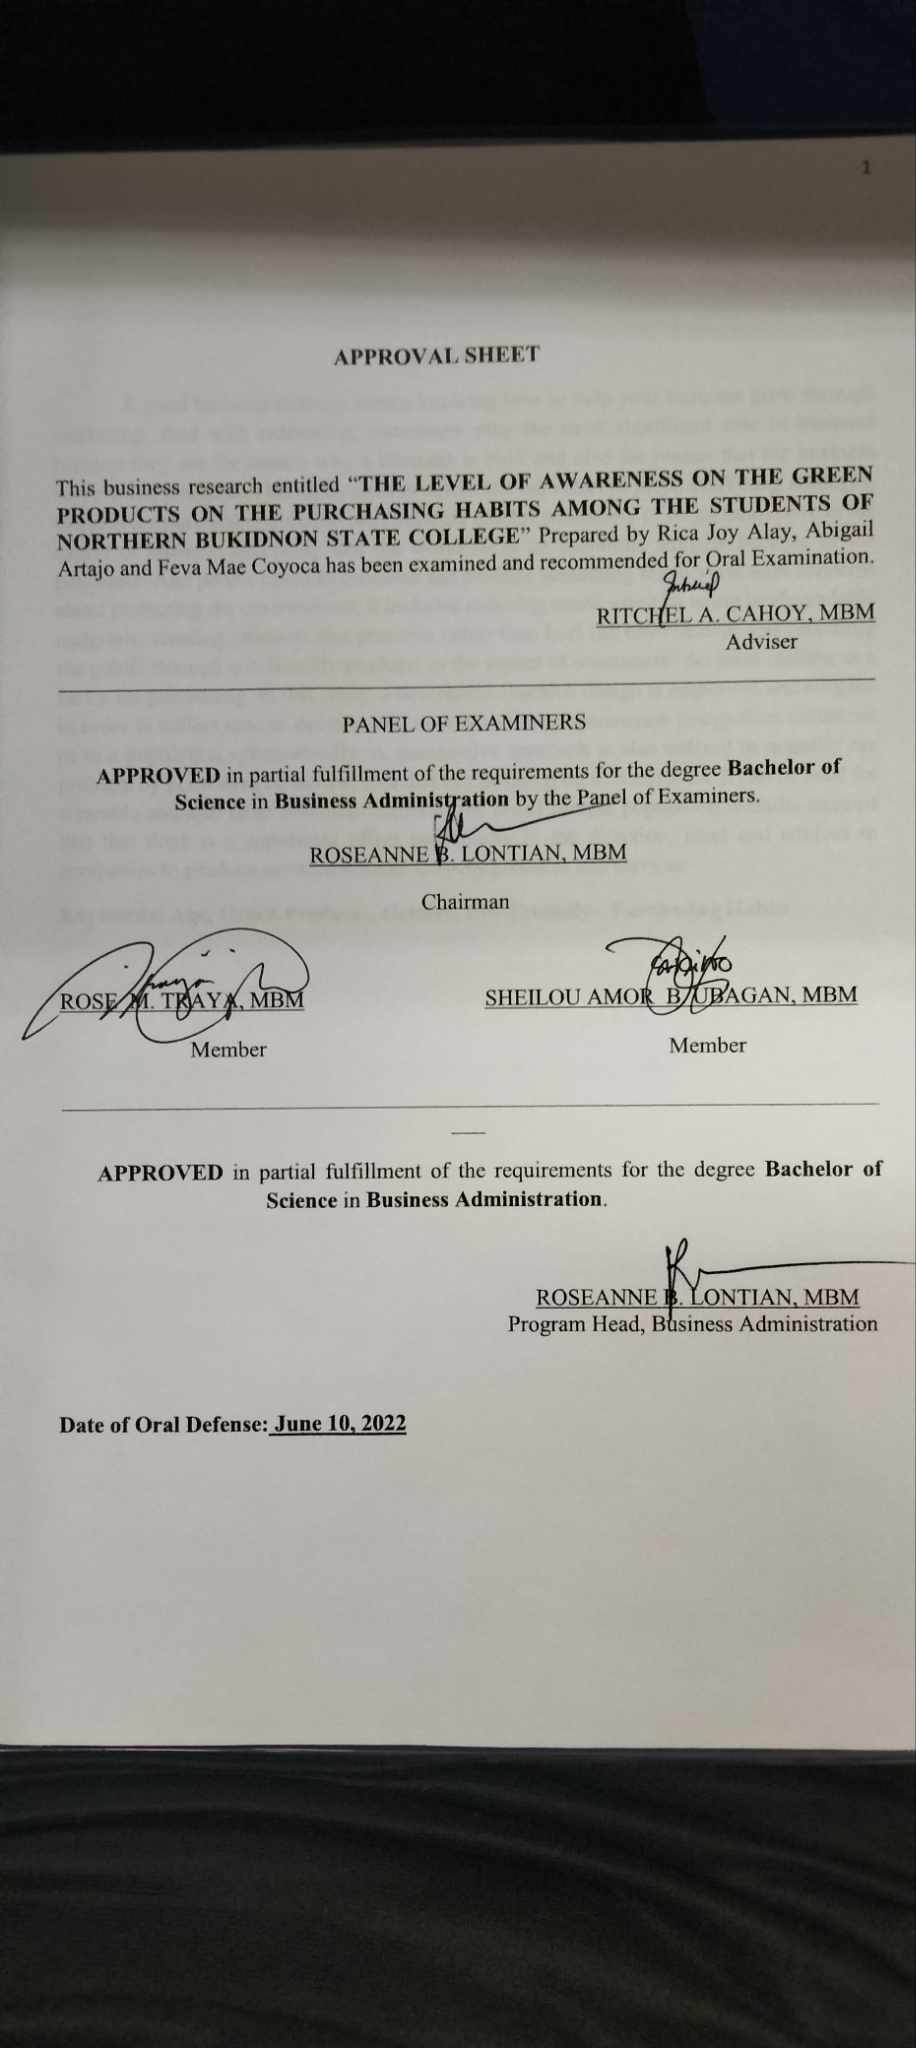 1
APPROVAL SHEET
This business research entitled “THE LEVEL OF AWARENESS ON THE GREEN
PRODUCTS ON THE PURCHASING HABITS AMONG THE STUDENTS OF
NORTHERN BUKIDNON STATE COLLEGE” Prepared by Rica Joy Alay, Abigail
Artajo and Feva Mae Coyoca has been examined and recommended for Oral Examination.
RITCHEL A. CAHOY, MBM
Adviser
PANEL OF EXAMINERS
APPROVED in partial fulfillment of the requirements for the degree Bachelor of
Science in Business Administration by the Panel of Examiners.
ROSEANNE B. LONTIAN, MBM
Chairman
ROSE M. TRAYA, MBM
Member
SHEILOU AMOR B. UBAGAN, MBM
Member
APPROVED in partial fulfillment of the requirements for the degree Bachelor of
Science in Business Administration.
ROSEANNE B. LONTIAN, MBM
Program Head, Business Administration
Date of Oral Defense: June 10, 2022